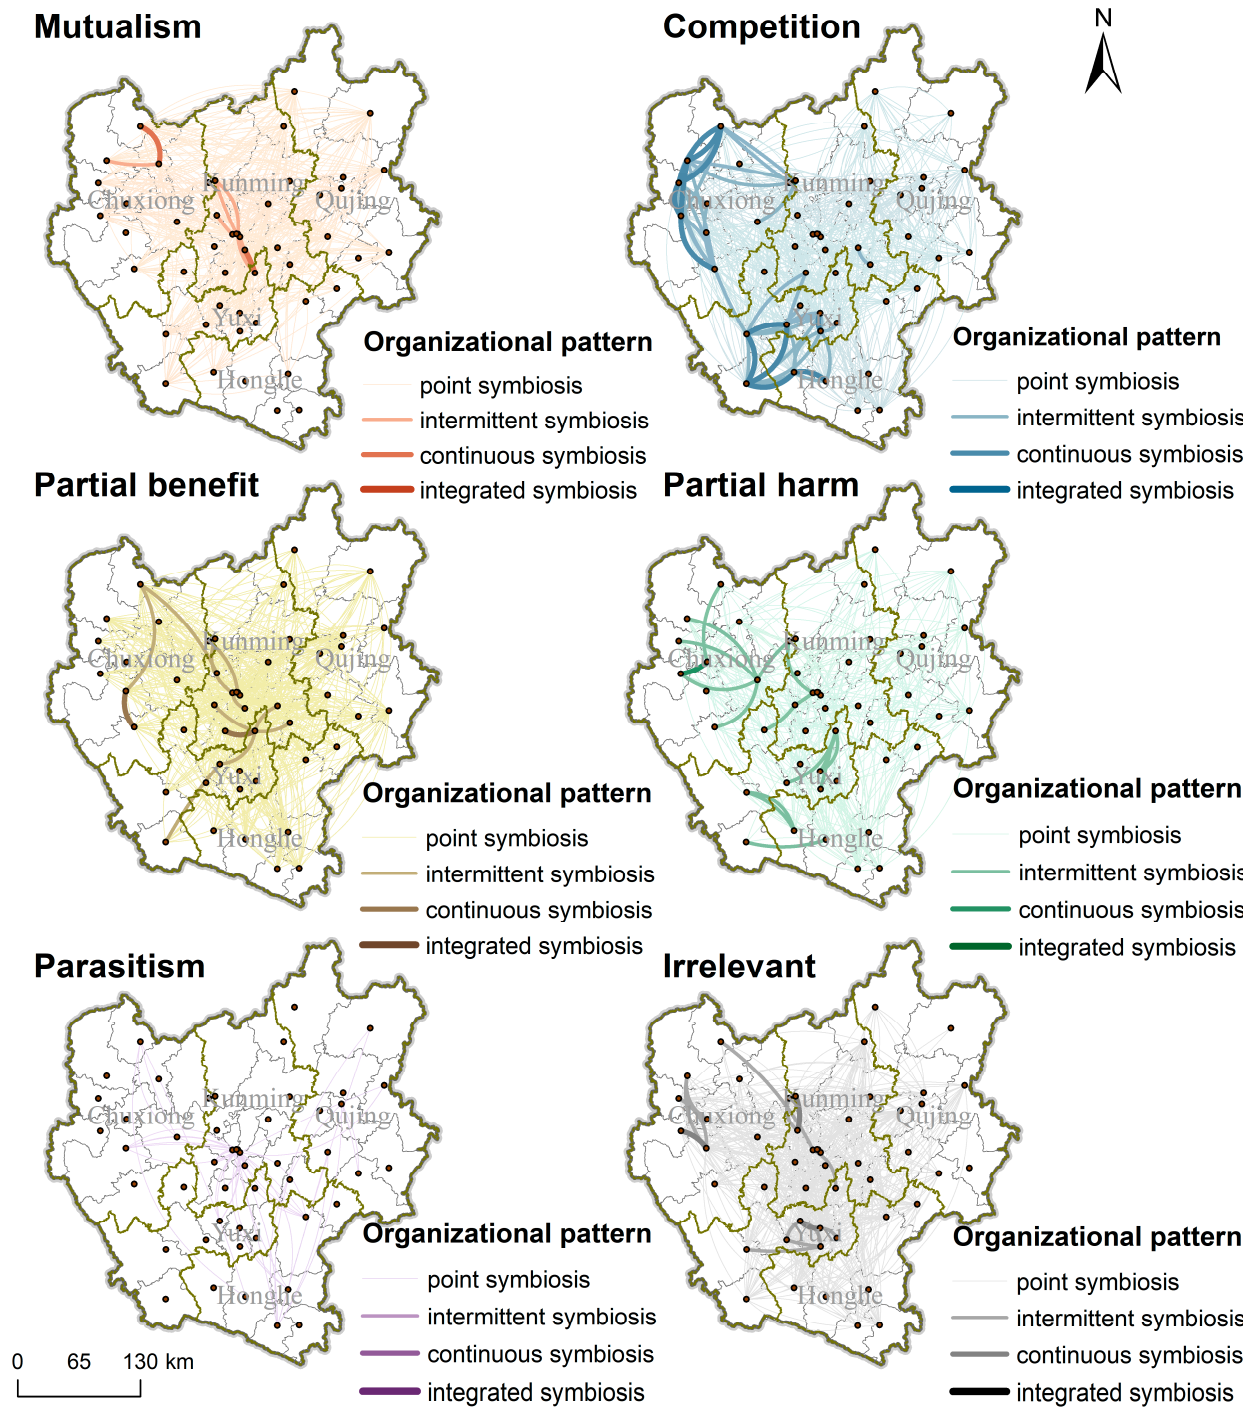 Mutualism
Competition
N
Kunming
Chuxiong
Qujing
Yuxi
Honghe
Organizational pattern
point symbiosis
intermittent symbiosis
continuous symbiosis
integrated symbiosis
Kunming
Chuxiong
Qujing
Yuxi
Honghe
Organizational pattern
point symbiosis
intermittent symbiosis
continuous symbiosis
integrated symbiosis
Partial benefit
Partial harm
Kunming
Chuxiong
Qujing
Yuxi
Honghe
Organizational pattern
point symbiosis
intermittent symbiosis
continuous symbiosis
integrated symbiosis
Kunming
Chuxiong
Qujing
Yuxi
Honghe
Organizational pattern
point symbiosis
intermittent symbiosis
continuous symbiosis
integrated symbiosis
Parasitism
Irrelevant
Kunming
Chuxiong
Qujing
Yuxi
Honghe
Organizational pattern
point symbiosis
intermittent symbiosis
continuous symbiosis
integrated symbiosis
0 65 130 km
Kunming
Chuxiong
Qujing
Yuxi
Honghe
Organizational pattern
point symbiosis
intermittent symbiosis
continuous symbiosis
integrated symbiosis